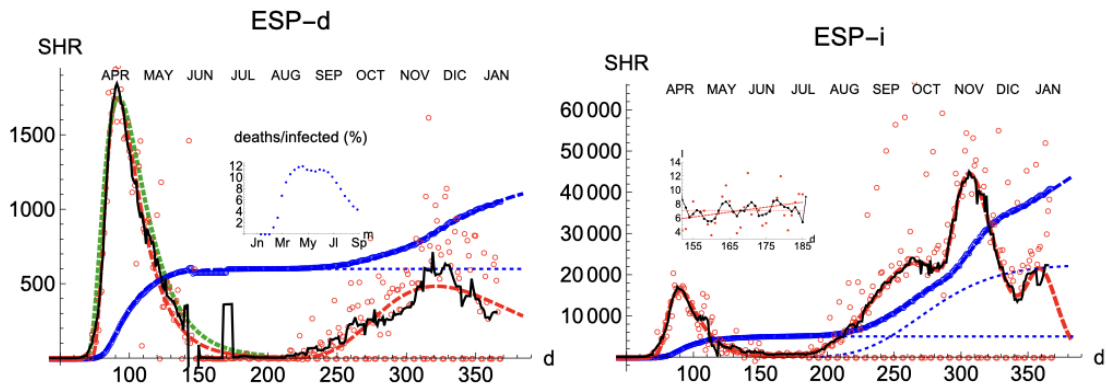 ESP-d
SHR
APR MAY JUN JUL AUG SEP OCT NOV DIC JAN
1500
1000
500
deaths/infected (%)
12
10
8
6
4
2
Jn Mr My Jl Sp
m
100 150 200 250 300 350
d
ESP-i
SHR
APR MAY JUN JUL AUG SEP OCT NOV DIC JAN
60 000
50 000
40 000
30 000
20 000
10 000
I
14
12
10
8
6
4
155 165 175 185
d
100 150 200 250 300 350
d